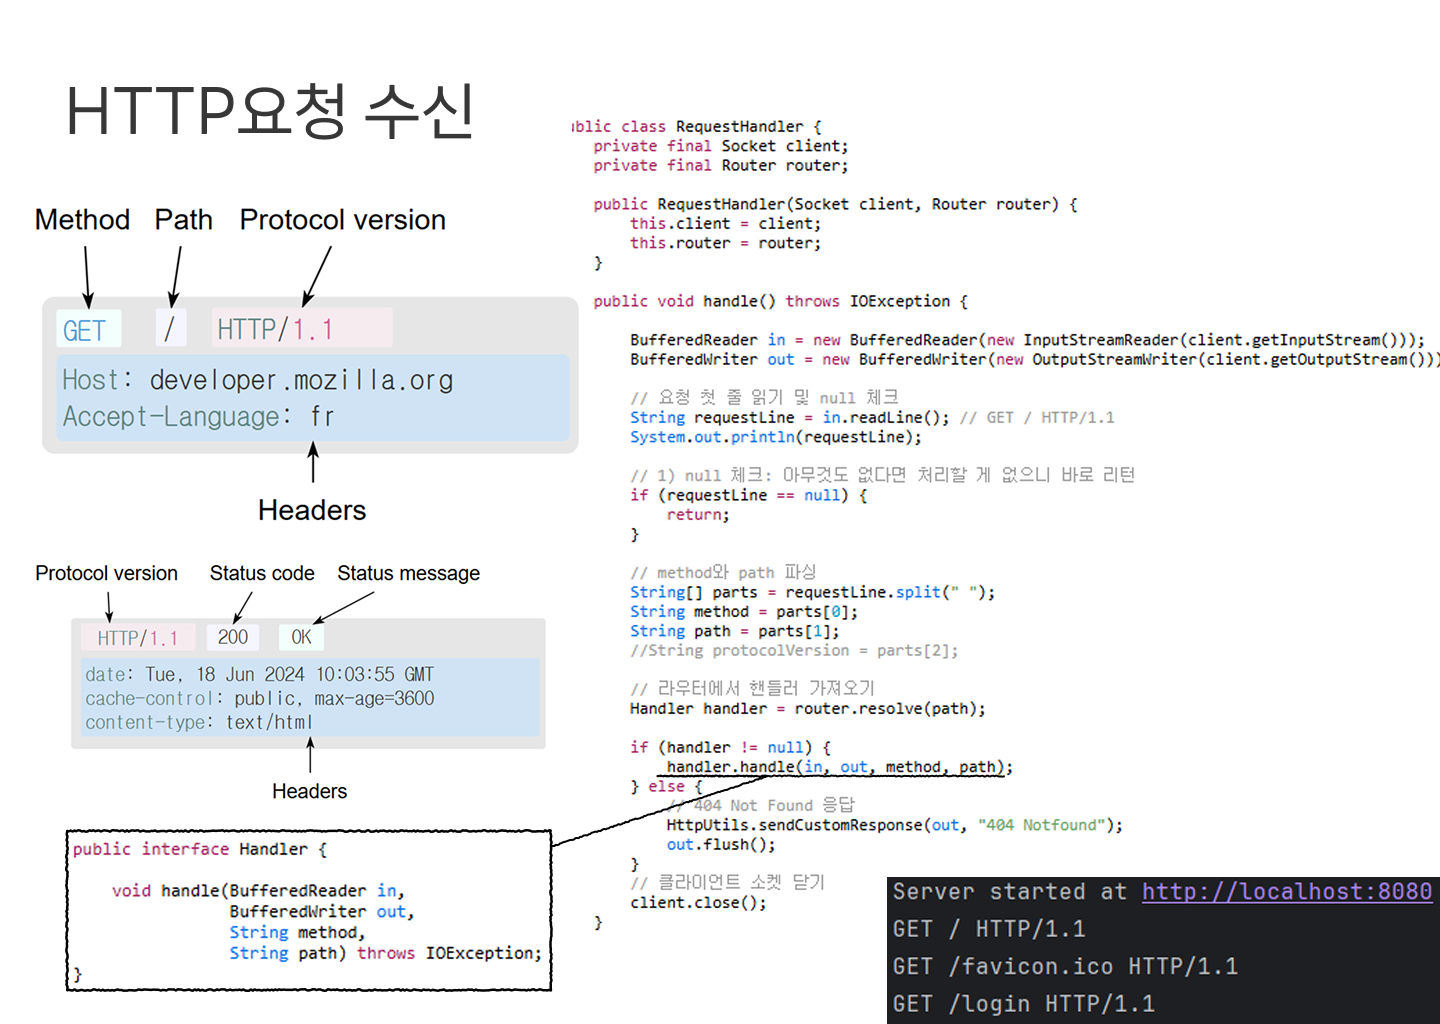 HTTP요청 수신
Method Path Protocol version
GET / HTTP/1.1
Host: developer.mozilla.org
Accept-Language: fr
Headers
Protocol version Status code Status message
HTTP/1.1 200 OK
date: Tue, 18 Jun 2024 10:03:55 GMT
cache-control: public, max-age=3600
content-type: text/html
Headers
public interface Handler {
void handle(BufferedReader in,
BufferedWriter out,
String method,
String path) throws IOException;
}
ublic class RequestHandler {
private final Socket client;
private final Router router;
public RequestHandler(Socket client, Router router) {
this.client = client;
this.router = router;
}
public void handle() throws IOException {
BufferedReader in = new BufferedReader(new InputStreamReader(client.getInputStream()));
BufferedWriter out = new BufferedWriter(new OutputStreamWriter(client.getOutputStream()))
// 요청 첫 줄 읽기 및 null 체크
String requestLine = in.readLine(); // GET / HTTP/1.1
System.out.println(requestLine);
// 1) null 체크: 아무것도 없다면 처리할 게 없으니 바로 리턴
if (requestLine == null) {
return;
}
// method와 path 파싱
String[] parts = requestLine.split(" ");
String method = parts[0];
String path = parts[1];
//String protocolVersion = parts[2];
// 라우터에서 핸들러 가져오기
Handler handler = router.resolve(path);
if (handler != null) {
handler.handle(in, out, method, path);
} else {
// 404 Not Found 응답
HttpUtils.sendCustomResponse(out, "404 Notfound");
out.flush();
}
// 클라이언트 소켓 닫기
client.close();
}
Server started at http://localhost:8080
GET / HTTP/1.1
GET /favicon.ico HTTP/1.1
GET /login HTTP/1.1